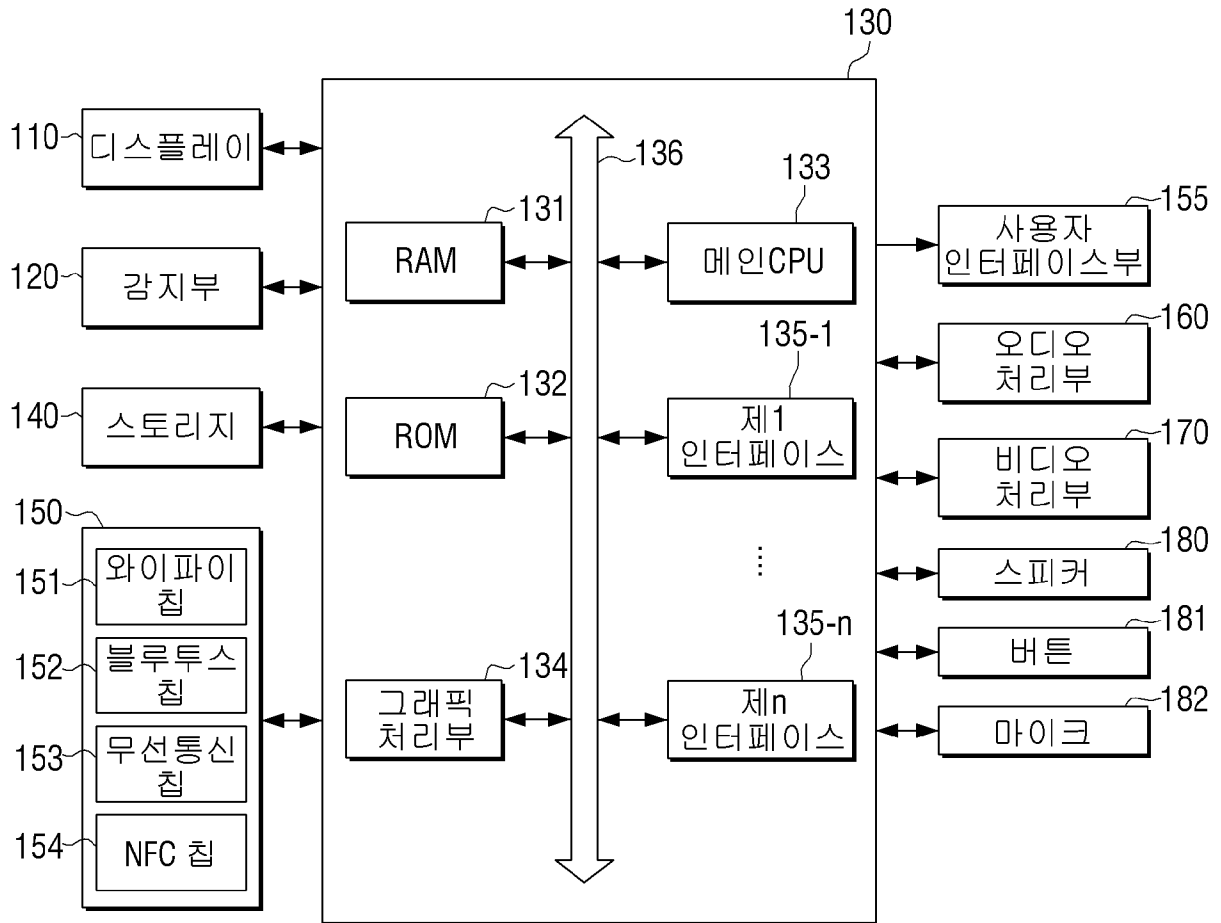 130
110
디스플레이
136
131
133
155
RAM
메인CPU
사용자
인터페이스부
120
감지부
135-1
160
오디오
처리부
132
140
스토리지
ROM
제1
인터페이스
170
비디오
처리부
150
151
와이파이
칩
180
스피커
152
블루투스
칩
134
135-n
181
버튼
그래픽
처리부
제n
인터페이스
182
마이크
153
무선통신
칩
154
NFC 칩